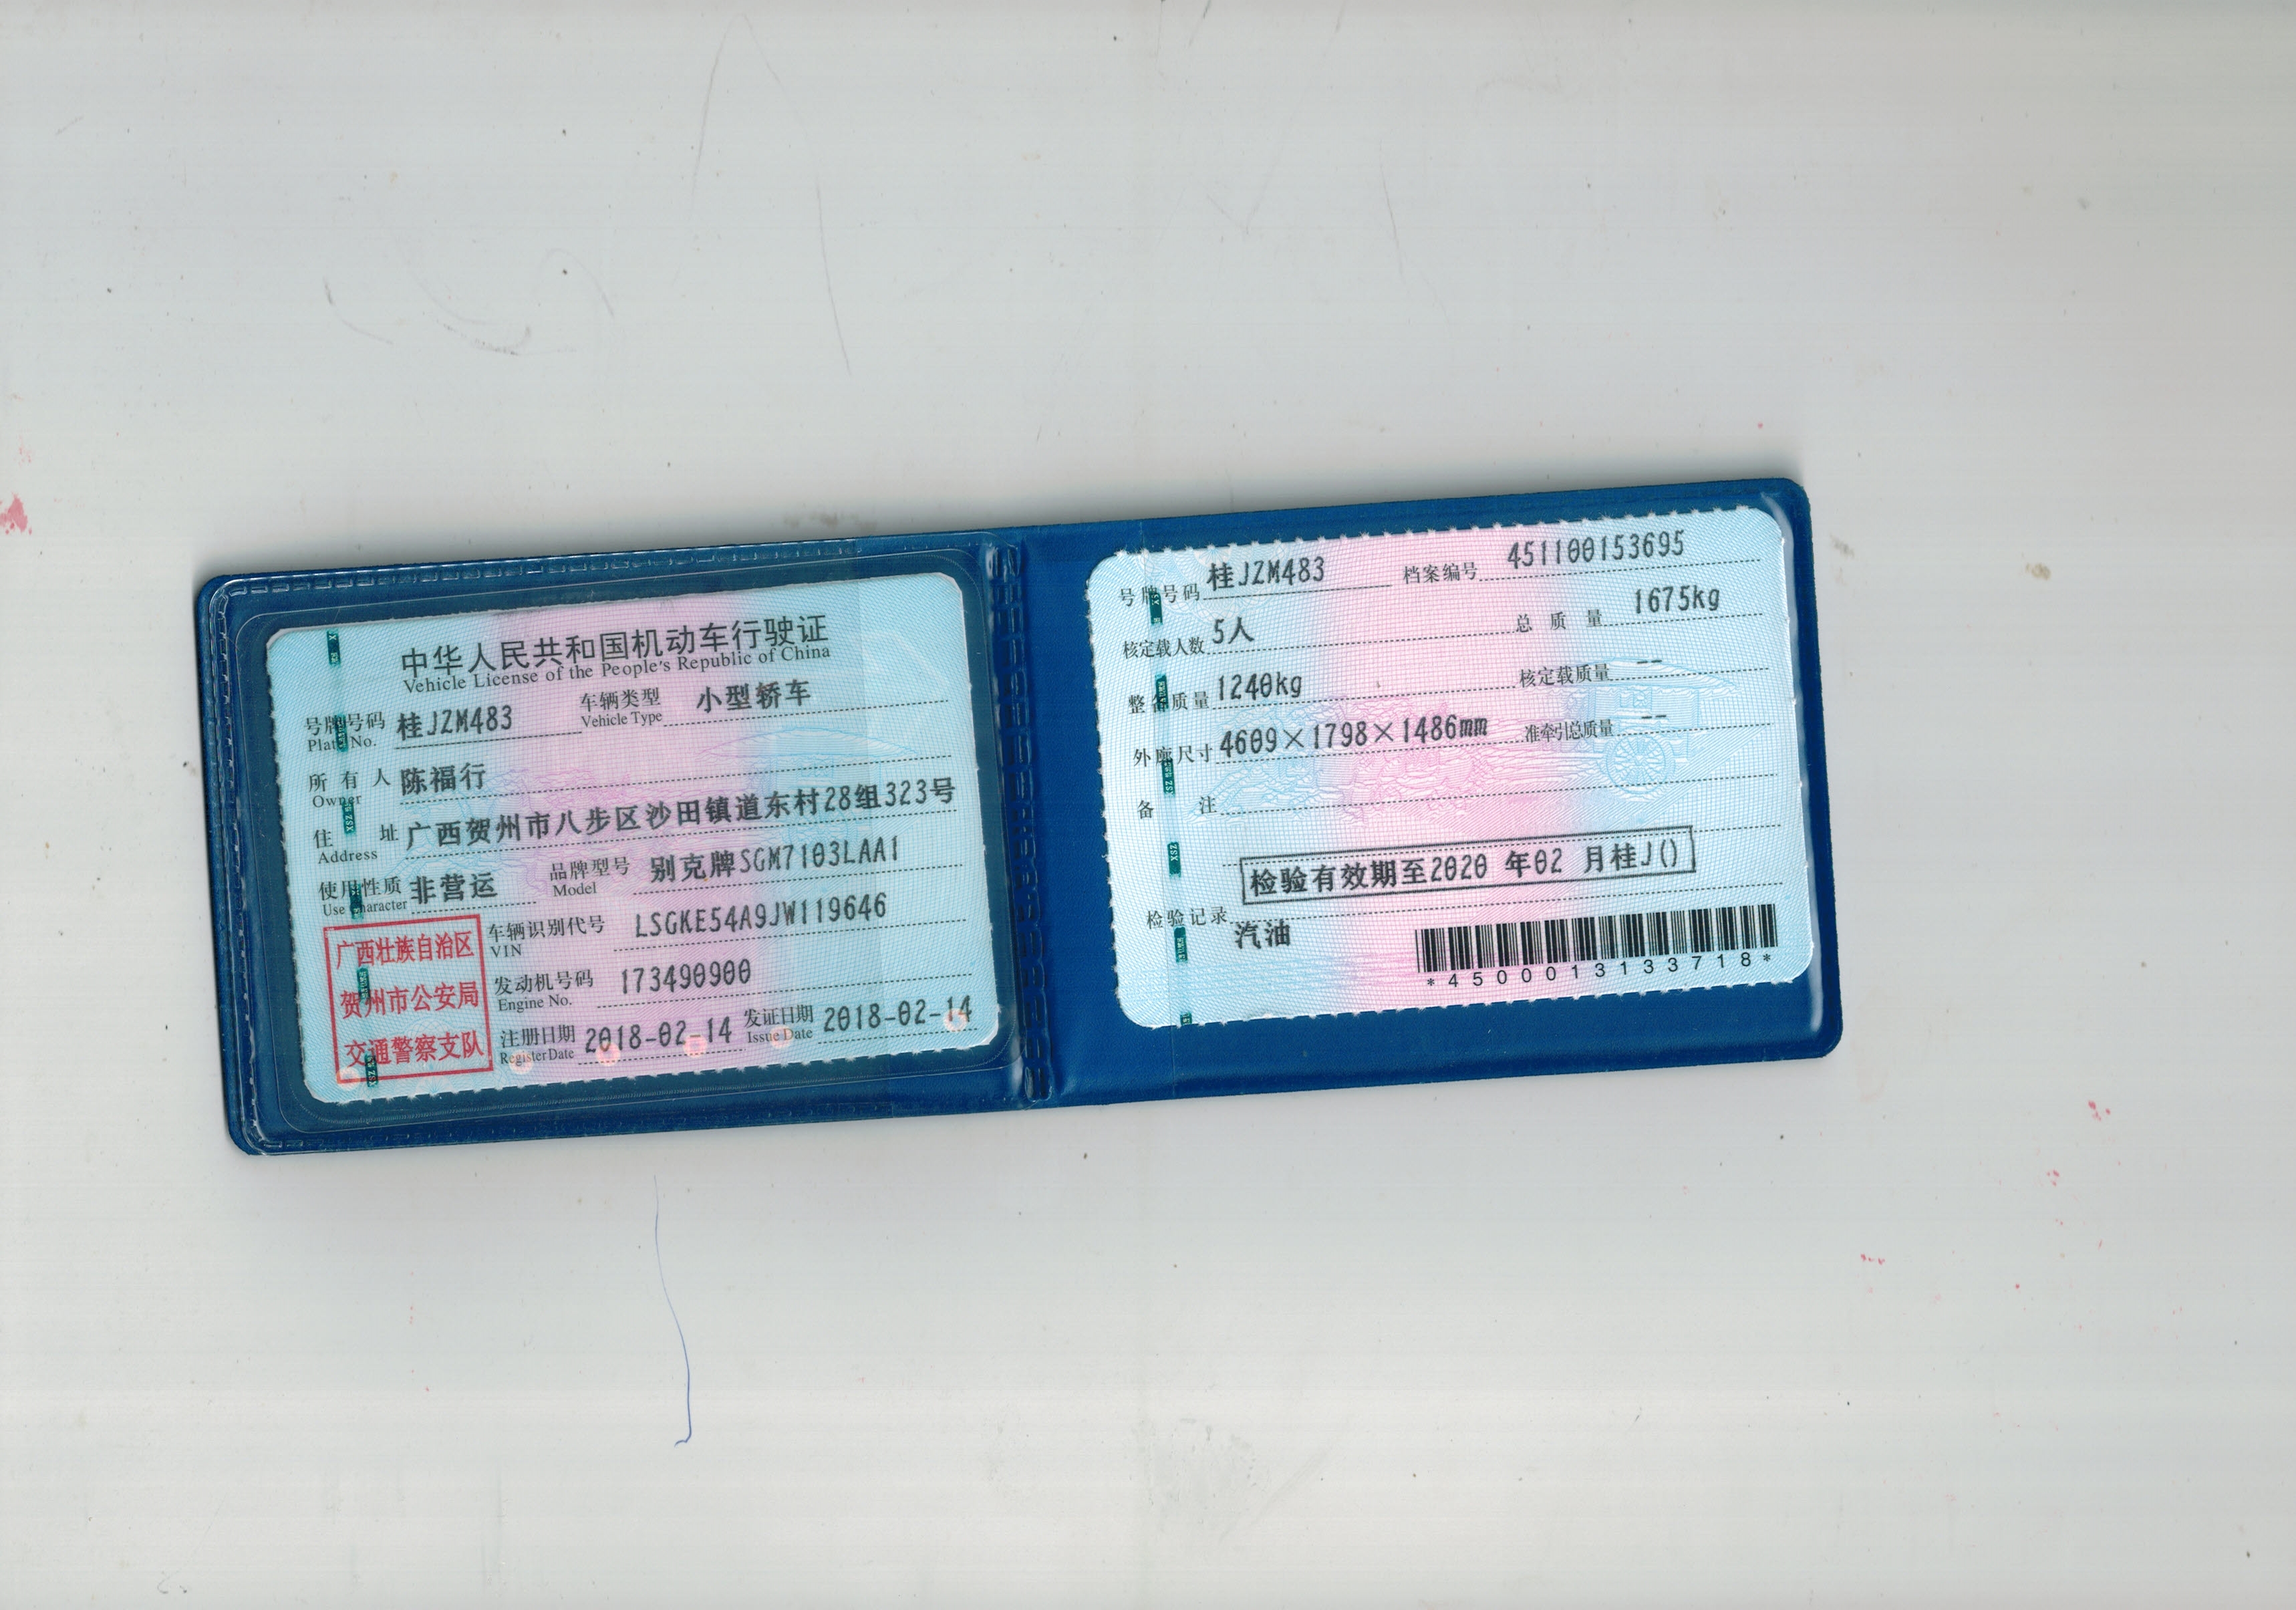 中华人民共和国机动车行驶证
Vehicle License of the People's Republic of China
号牌号码 桂JZM483 车辆类型 小型轿车
Plate No. Vehicle Type
所有人 陈福行
Owner
住址 广西贺州市八步区沙田镇道东村28组323号
Address
使用性质 非营运 品牌型号 别克牌SGM7103LAA1
Use Character Model
广西壮族自治区
贺州市公安局
交通警察支队
车辆识别代号 LSGKE54A9JW119646
VIN
发动机号码 173490900
Engine No.
注册日期 2018-02-14 发证日期 2018-02-14
Register Date Issue Date
号牌号码 桂JZM483 档案编号 451100153695
核定载人数 5人 总质量 1675kg
整备质量 1240kg 核定载质量 --
外廓尺寸 4609×1798×1486mm 准牵引总质量 --
备注
检验有效期至2020 年02 月桂J()
检验记录
汽油
*4500013133718*